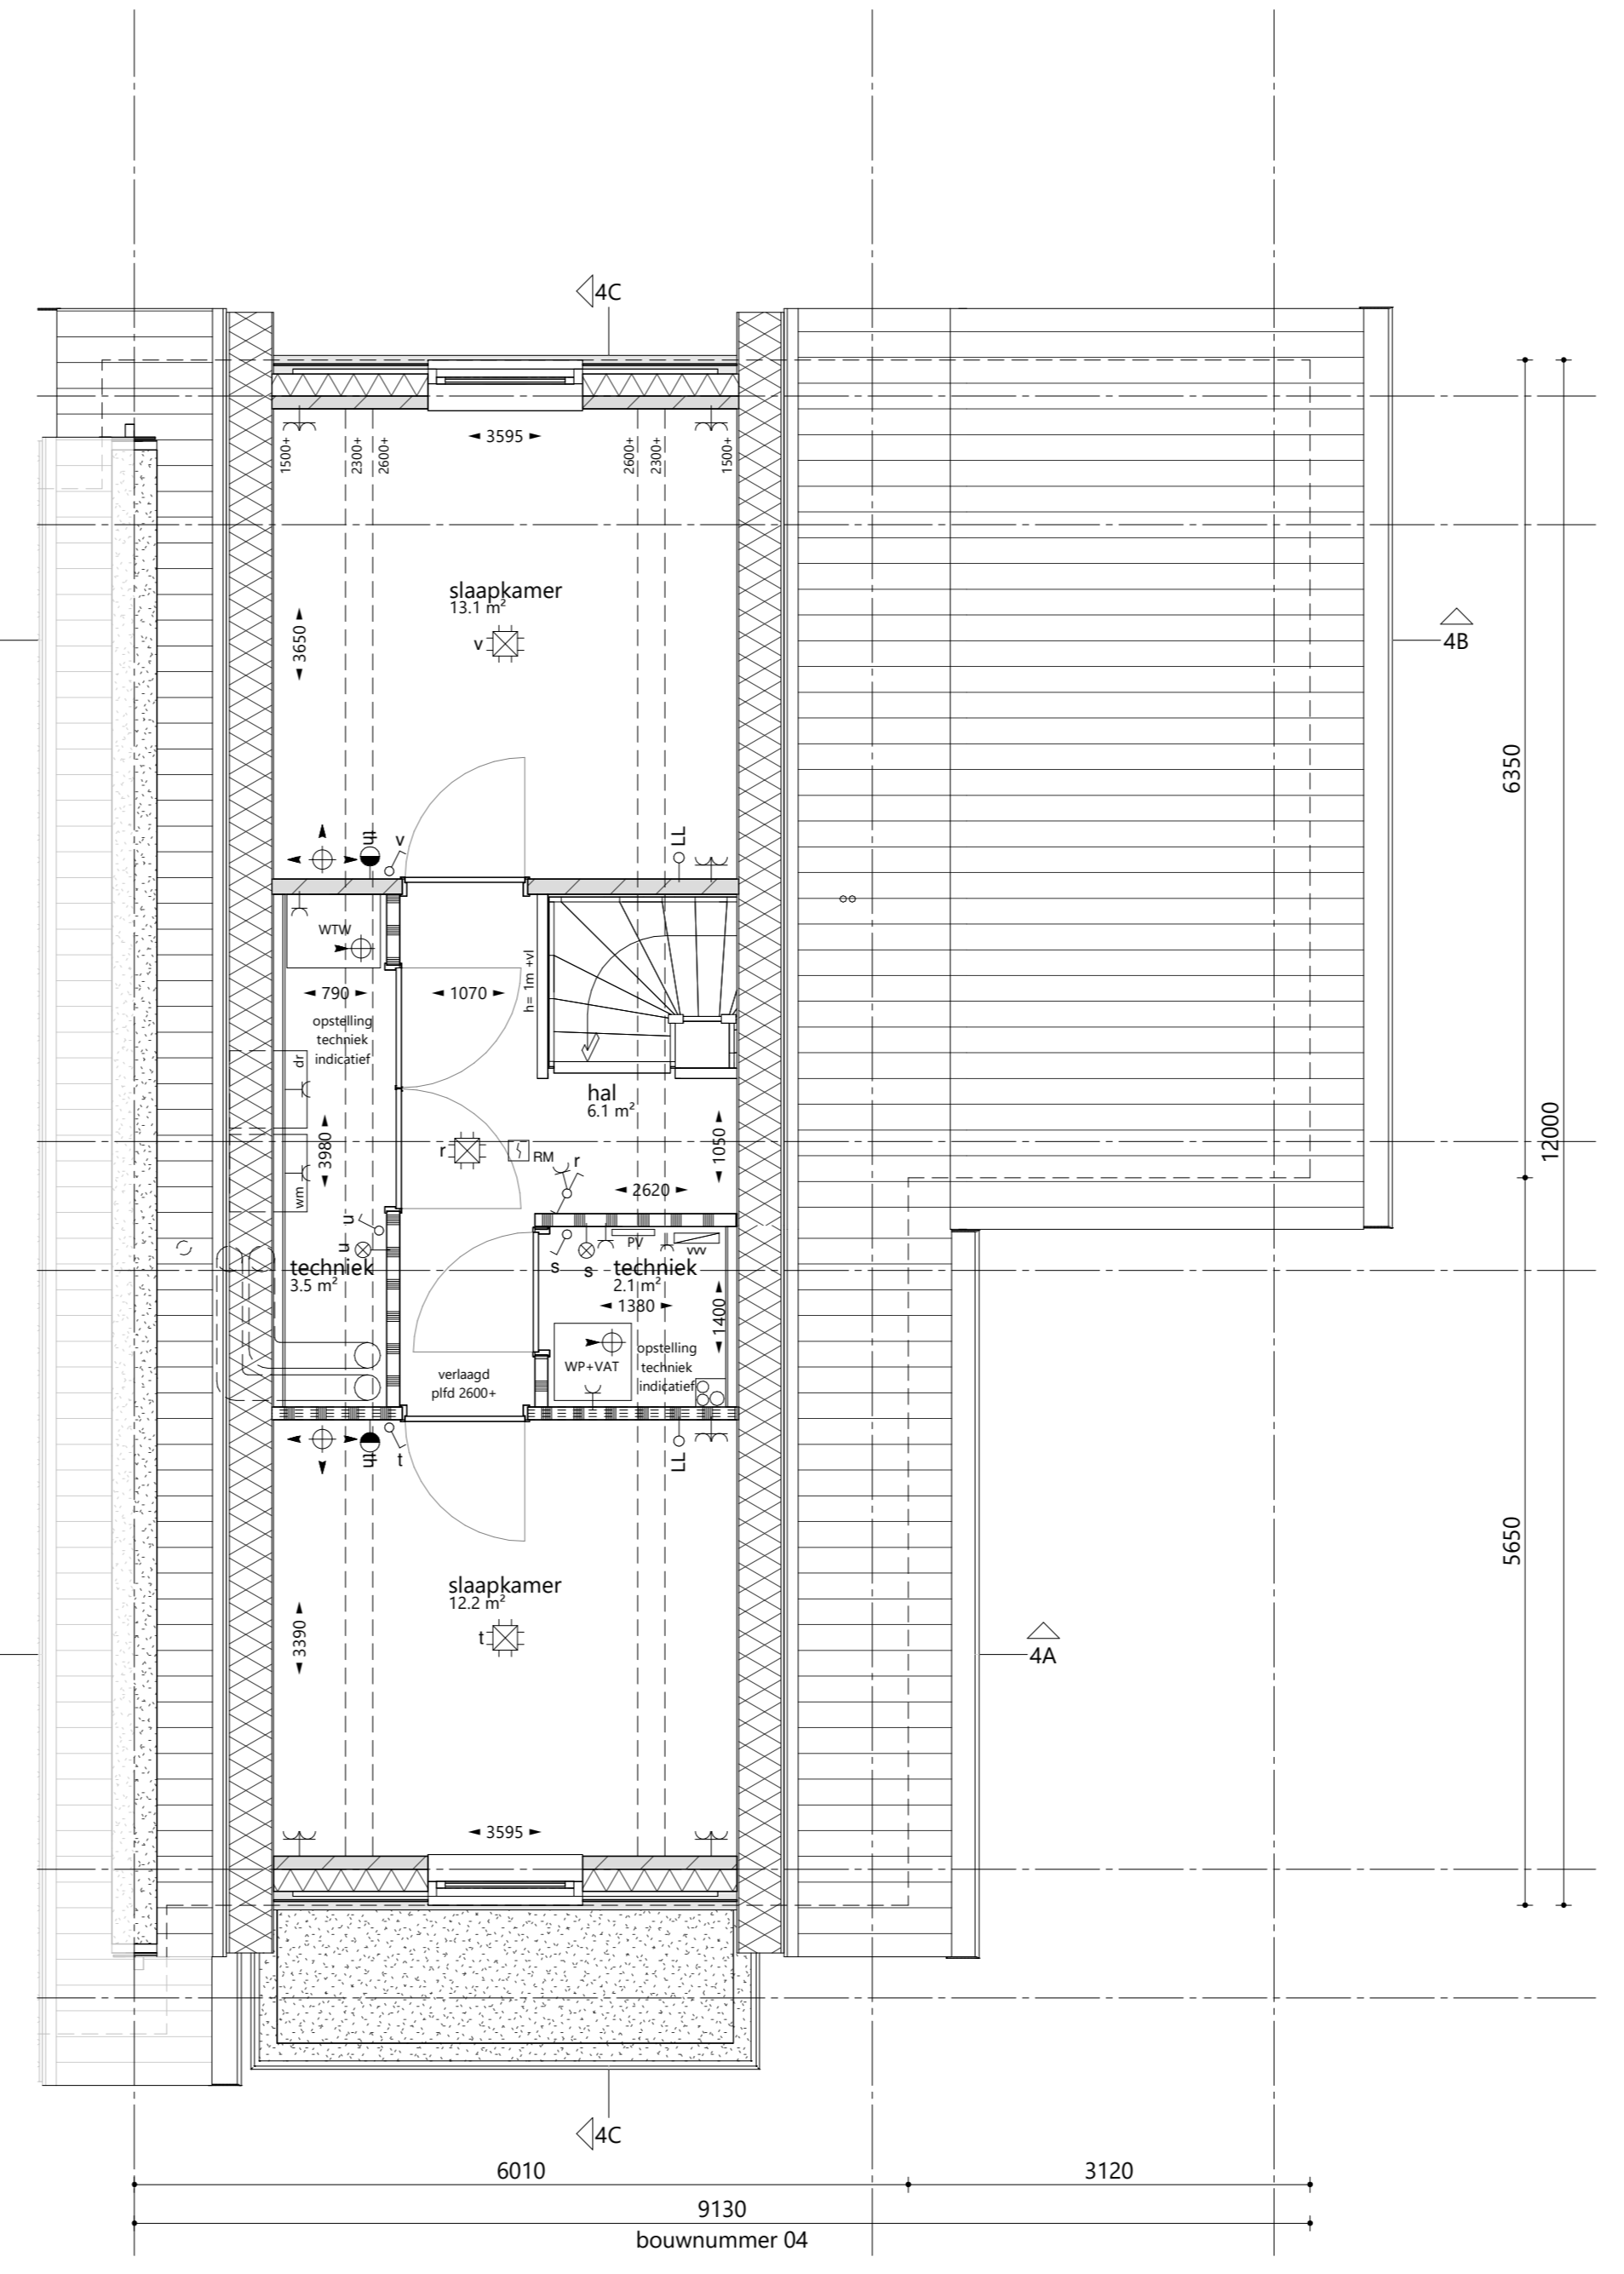 4C
3595
1500+
2300+
2600+
2600+
2300+
1500+
slaapkamer
13.1 m²
v
3650
4B
6350
th
v
LL
WTW
h= 1m +vl
790
1070
opstelling
techniek
indicatief
dr
hal
6.1 m²
12000
3980
1050
r
RM
r
wm
2620
n
n
PV
vvv
s
s
techniek
3.5 m²
techniek
2.1 m²
1380
1400
opstelling
techniek
indicatief
WP+VAT
verlaagd
plfd 2600+
th
t
LL
5650
slaapkamer
12.2 m²
t
3390
4A
3595
4C
6010
3120
9130
bouwnummer 04